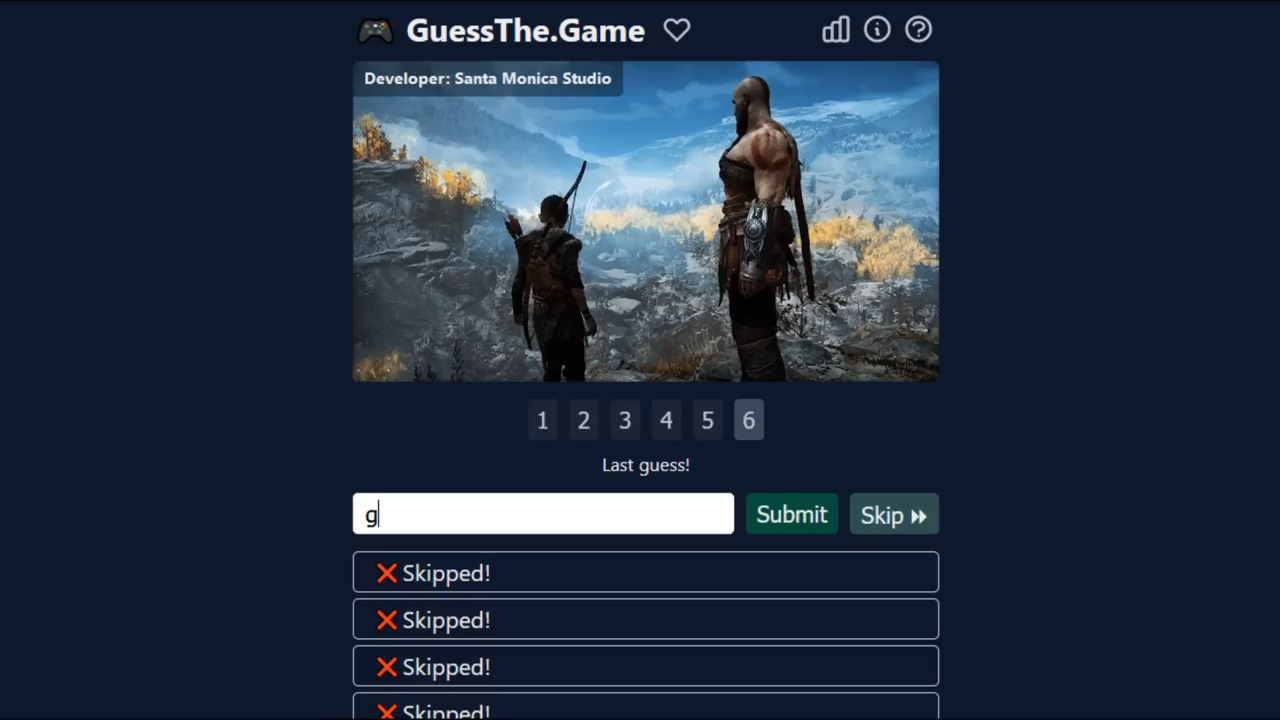 GuessThe.Game
Developer: Santa Monica Studio
1 2 3 4 5 6
Last guess!
g
Submit
Skip
Skipped!
Skipped!
Skipped!
Skipped!